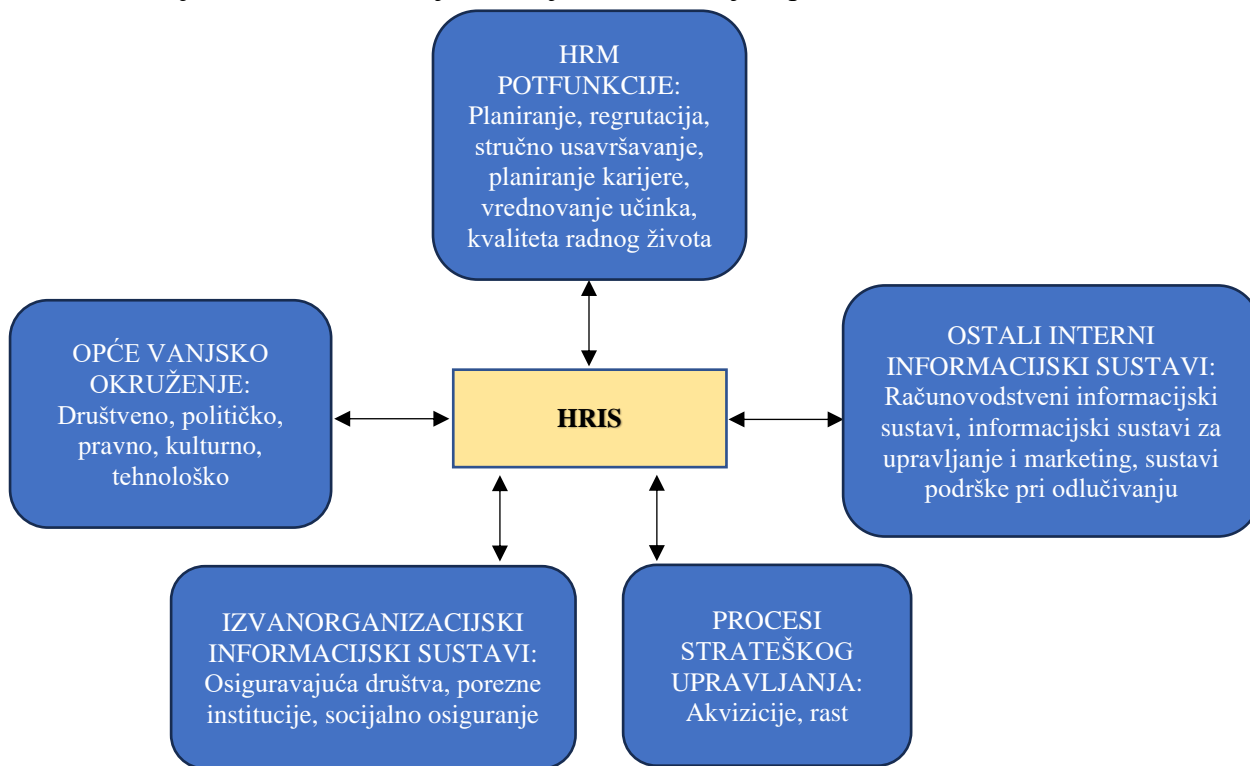 HRM
POTFUNKCIJE:
Planiranje, regrutacija,
stručno usavršavanje,
planiranje karijere,
vrednovanje učinka,
kvaliteta radnog života
OPĆE VANJSKO
OKRUŽENJE:
Društveno, političko,
pravno, kulturno,
tehnološko
HRIS
OSTALI INTERNI
INFORMACIJSKI SUSTAVI:
Računovodstveni informacijski
sustavi, informacijski sustavi za
upravljanje i marketing, sustavi
podrške pri odlučivanju
IZVANORGANIZACIJSKI
INFORMACIJSKI SUSTAVI:
Osiguravajuća društva, porezne
institucije, socijalno osiguranje
PROCESI
STRATEŠKOG
UPRAVLJANJA:
Akvizicije, rast